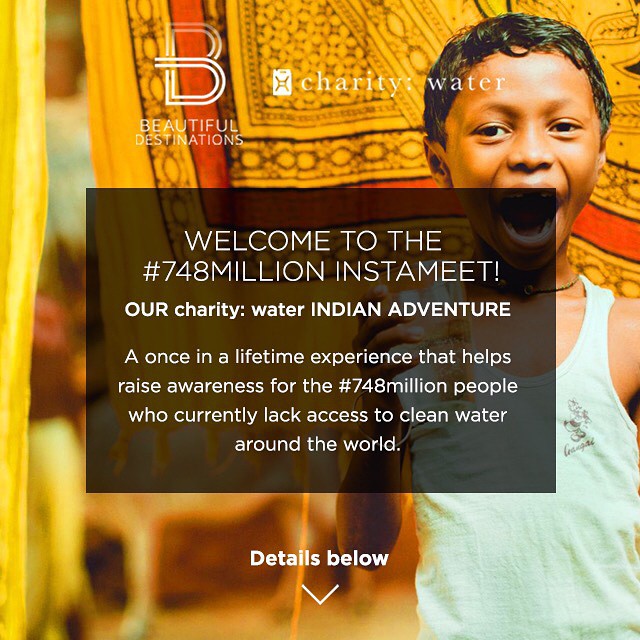 B
BEAUTIFUL
DESTINATIONS
charity: water
WELCOME TO THE
#748MILLION INSTAMEET!
OUR charity: water INDIAN ADVENTURE
A once in a lifetime experience that helps
raise awareness for the #748million people
who currently lack access to clean water
around the world.
Details below